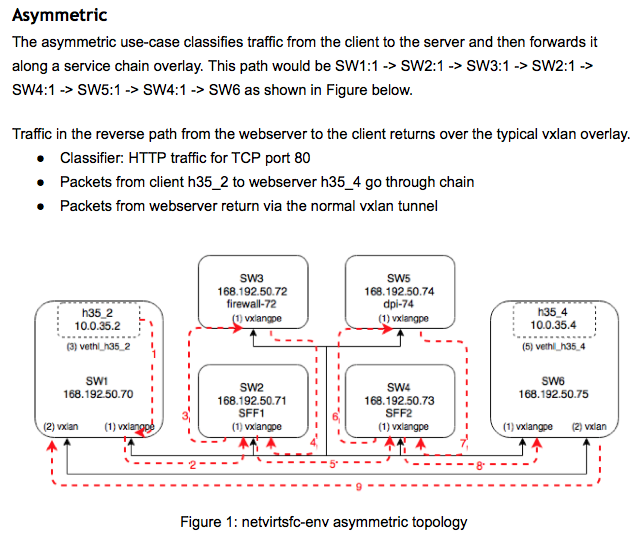 Asymmetric
The asymmetric use-case classifies traffic from the client to the server and then forwards it
along a service chain overlay. This path would be SW1:1 -> SW2:1 -> SW3:1 -> SW2:1 ->
SW4:1 -> SW5:1 -> SW4:1 -> SW6 as shown in Figure below.
Traffic in the reverse path from the webserver to the client returns over the typical vxlan overlay.
● Classifier: HTTP traffic for TCP port 80
● Packets from client h35_2 to webserver h35_4 go through chain
● Packets from webserver return via the normal vxlan tunnel
h35_2
10.0.35.2
(3) vethl_h35_2
SW1
168.192.50.70
(2) vxlan
(1) vxlangpe
SW3
168.192.50.72
firewall-72
(1) vxlangpe
SW2
168.192.50.71
SFF1
(1) vxlangpe
SW5
168.192.50.74
dpi-74
(1) vxlangpe
SW4
168.192.50.73
SFF2
(1) vxlangpe
h35_4
10.0.35.4
(5) vethl_h35_4
SW6
168.192.50.75
(1) vxlangpe
(2) vxlan
1
2
3
4
5
6
7
8
9
Figure 1: netvirtsfc-env asymmetric topology